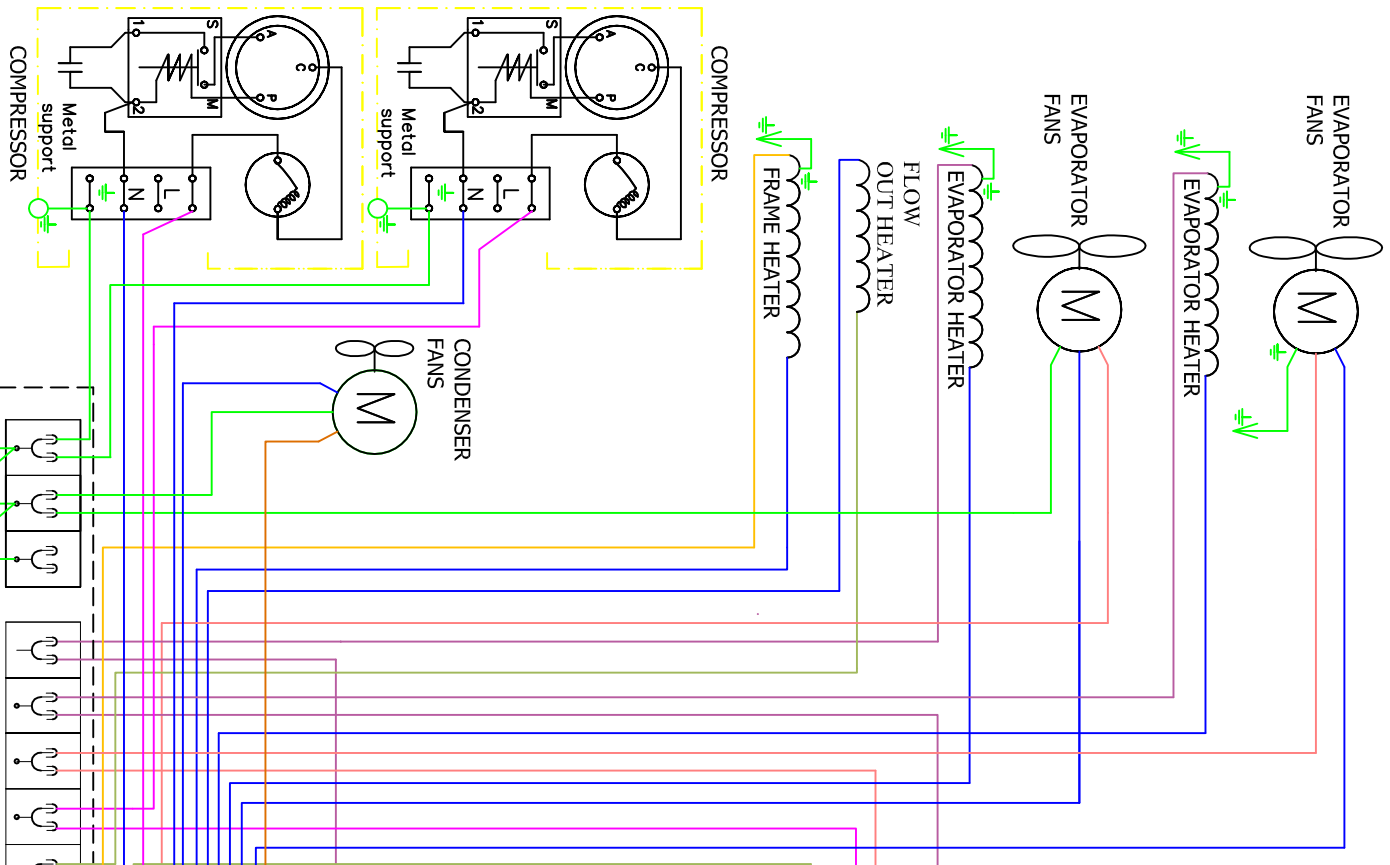 COMPRESSOR
1
2
S
M
A
C
P
Metal
support
N
L
COMPRESSOR
1
2
S
M
A
C
P
Metal
support
N
L
CONDENSER
FANS
M
FRAME HEATER
FLOW
OUT HEATER
EVAPORATOR HEATER
EVAPORATOR
FANS
M
EVAPORATOR HEATER
EVAPORATOR
FANS
M